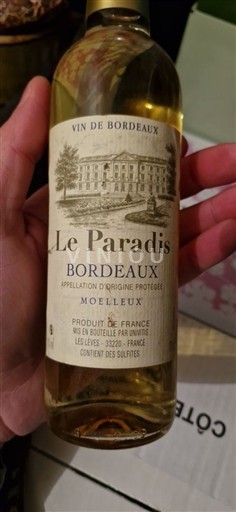 VIN DE BORDEAUX
Le Paradis
VINIOU
BORDEAUX
APPELLATION D'ORIGINE PROTÉGÉE
MOELLEUX
PRODUIT DE FRANCE
MIS EN BOUTEILLE PAR UNIVITIS
LES LÈVES - 33220 - FRANCE
CONTIENT DES SULFITES
CÔTE